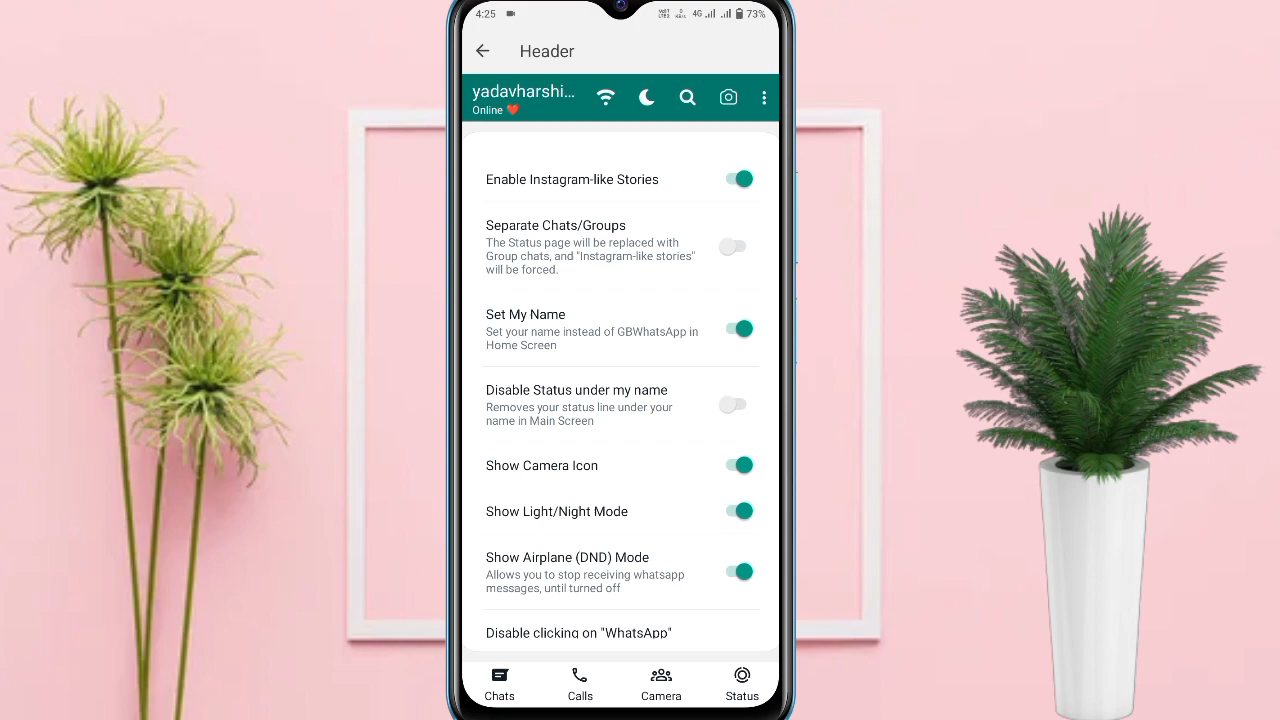 4:25
4G
73%
Header
yadavharshi...
Online ❤️
Enable Instagram-like Stories
Separate Chats/Groups
The Status page will be replaced with
Group chats, and "Instagram-like stories"
will be forced.
Set My Name
Set your name instead of GBWhatsApp in
Home Screen
Disable Status under my name
Removes your status line under your
name in Main Screen
Show Camera Icon
Show Light/Night Mode
Show Airplane (DND) Mode
Allows you to stop receiving whatsapp
messages, until turned off
Disable clicking on "WhatsApp"
Chats
Calls
Camera
Status